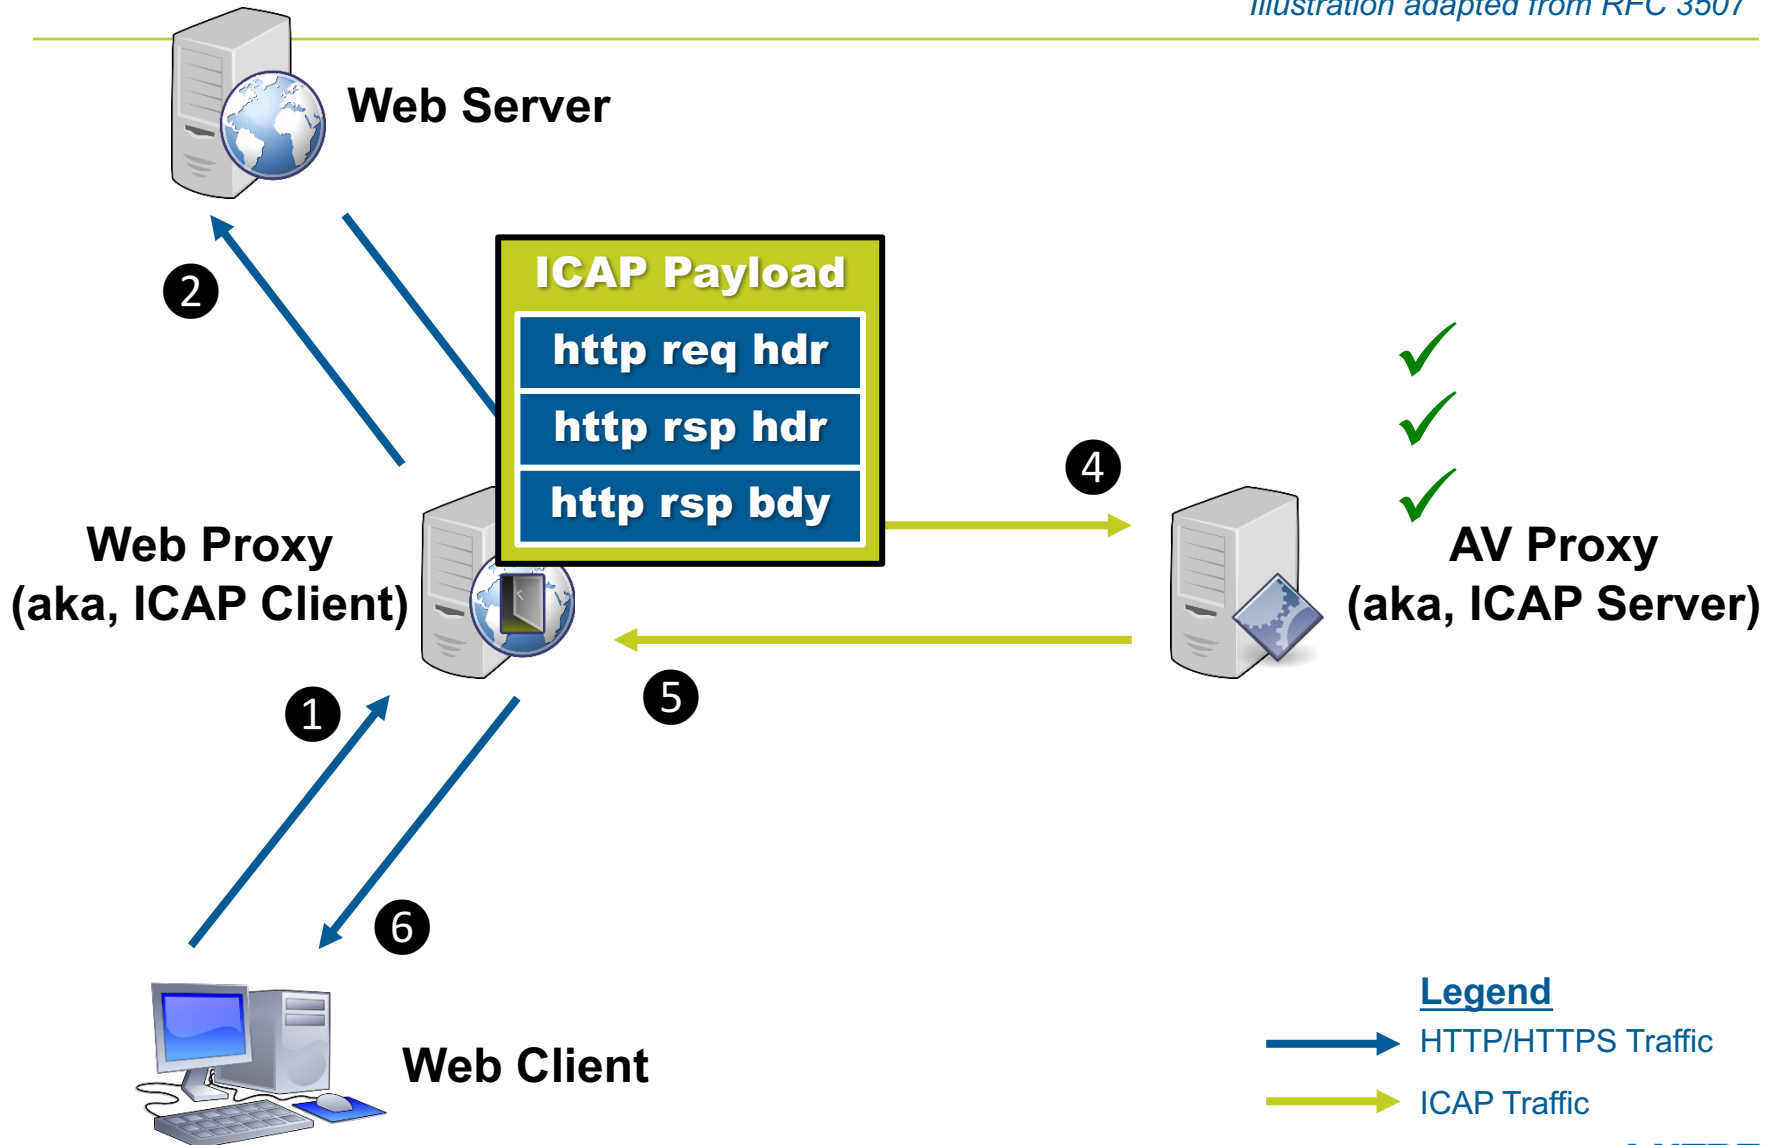 Illustration adapted from RFC 3507
Web Server
2
ICAP Payload
http req hdr
http rsp hdr
http rsp bdy
4
Web Proxy
(aka, ICAP Client)
AV Proxy
(aka, ICAP Server)
5
1
6
Web Client
Legend
HTTP/HTTPS Traffic
ICAP Traffic